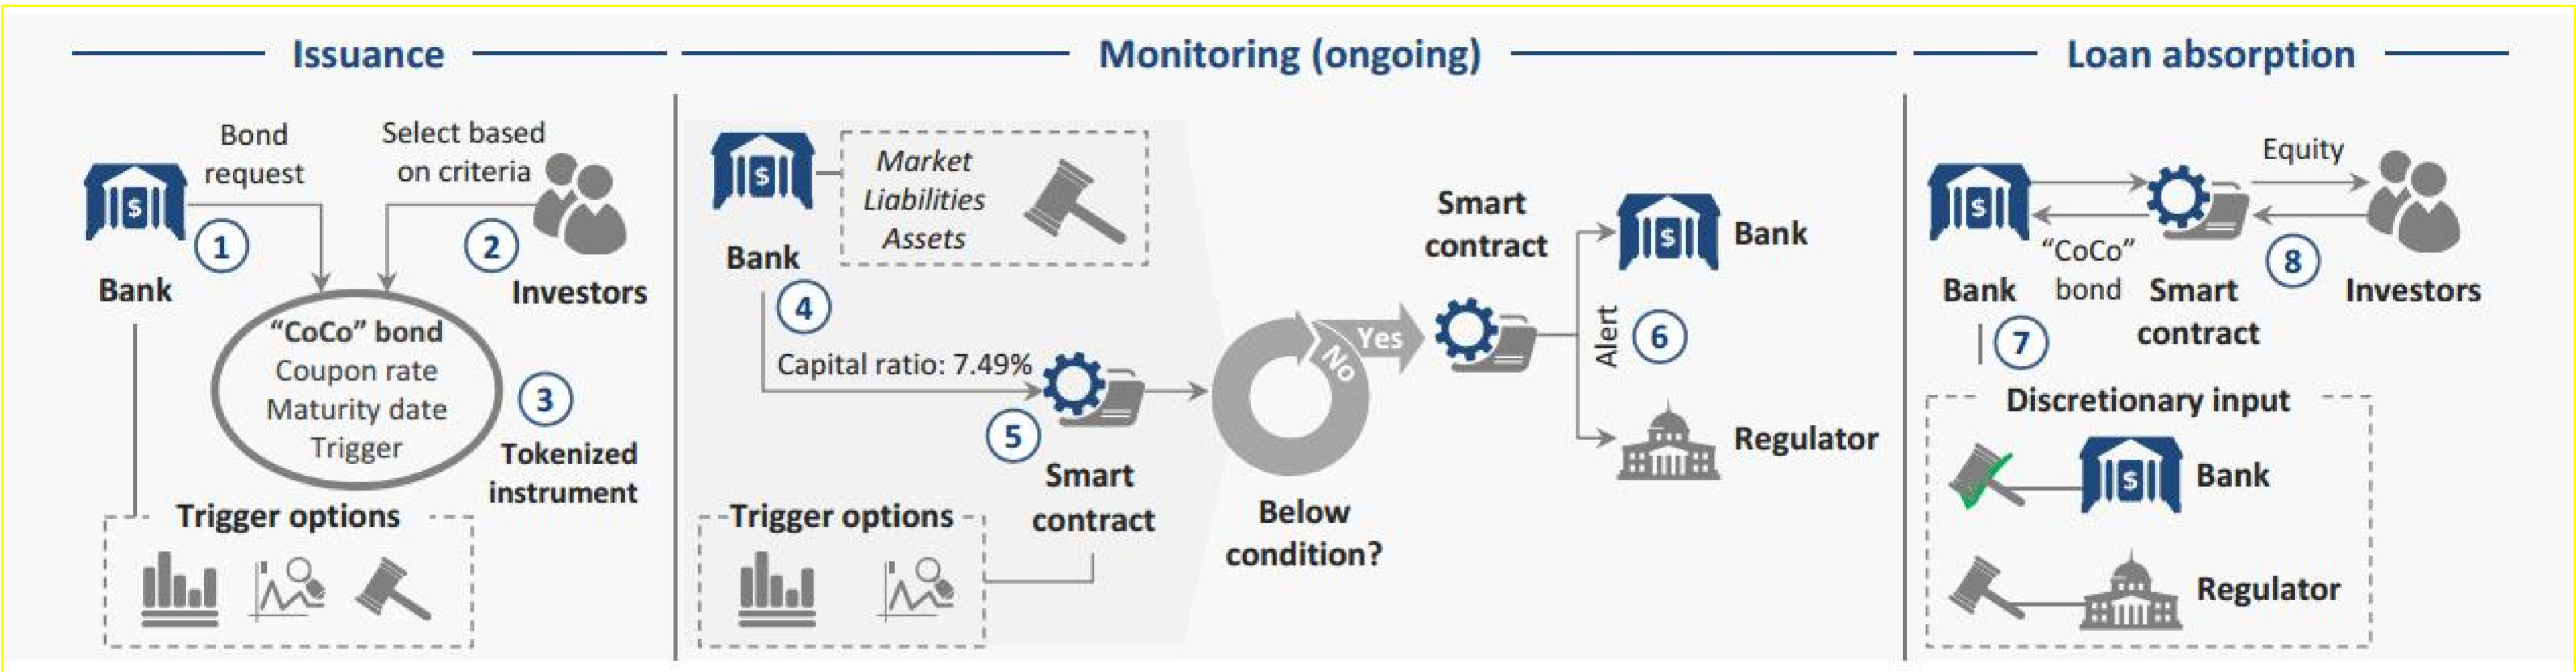 Issuance
Bond
request
Select based
on criteria
$
1
2
Bank
Investors
“CoCo” bond
Coupon rate
Maturity date
Trigger
3
Tokenized
instrument
Trigger options
Monitoring (ongoing)
$
Market
Liabilities
Assets
Bank
4
Capital ratio: 7.49%
5
Smart
contract
Trigger options
Below
condition?
No
Yes
Smart
contract
$
Bank
Alert
6
Regulator
Loan absorption
Equity
$
“CoCo”
bond
8
Bank
Smart
contract
Investors
7
Discretionary input
$
Bank
Regulator